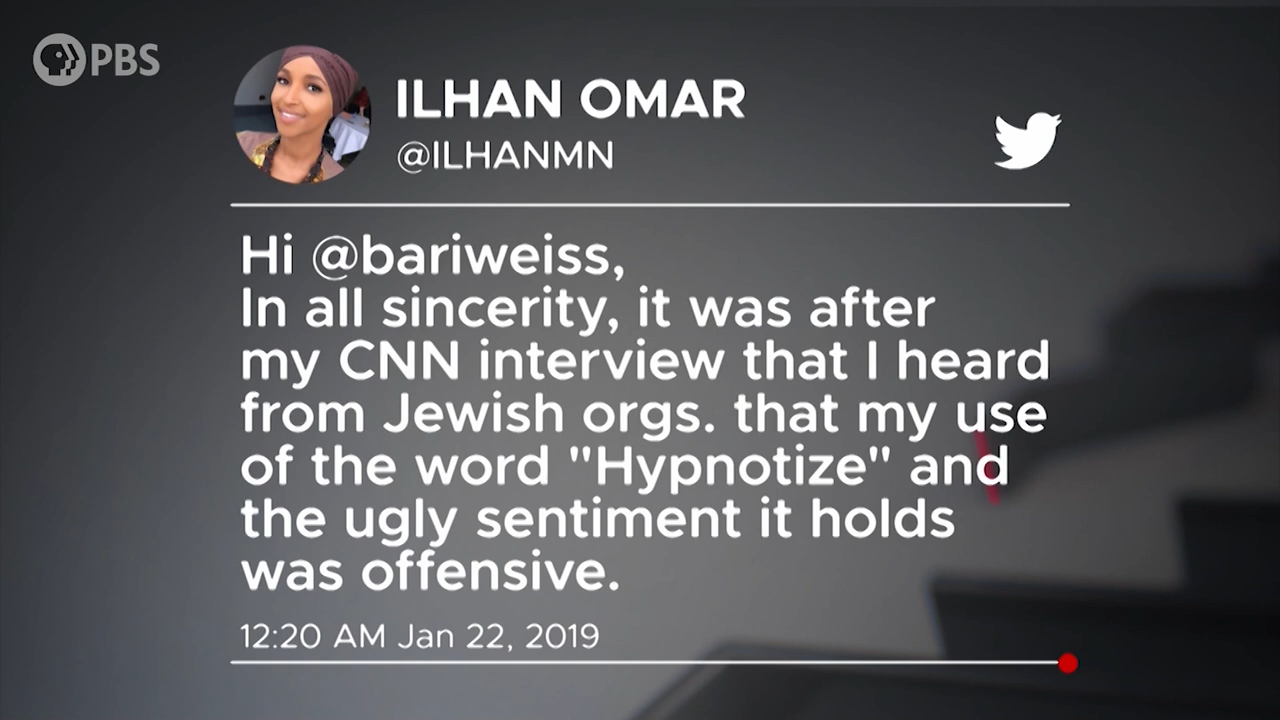 PBS
ILHAN OMAR
@ILHANMN
Hi @bariweiss,
In all sincerity, it was after
my CNN interview that I heard
from Jewish orgs. that my use
of the word "Hypnotize" and
the ugly sentiment it holds
was offensive.
12:20 AM Jan 22, 2019